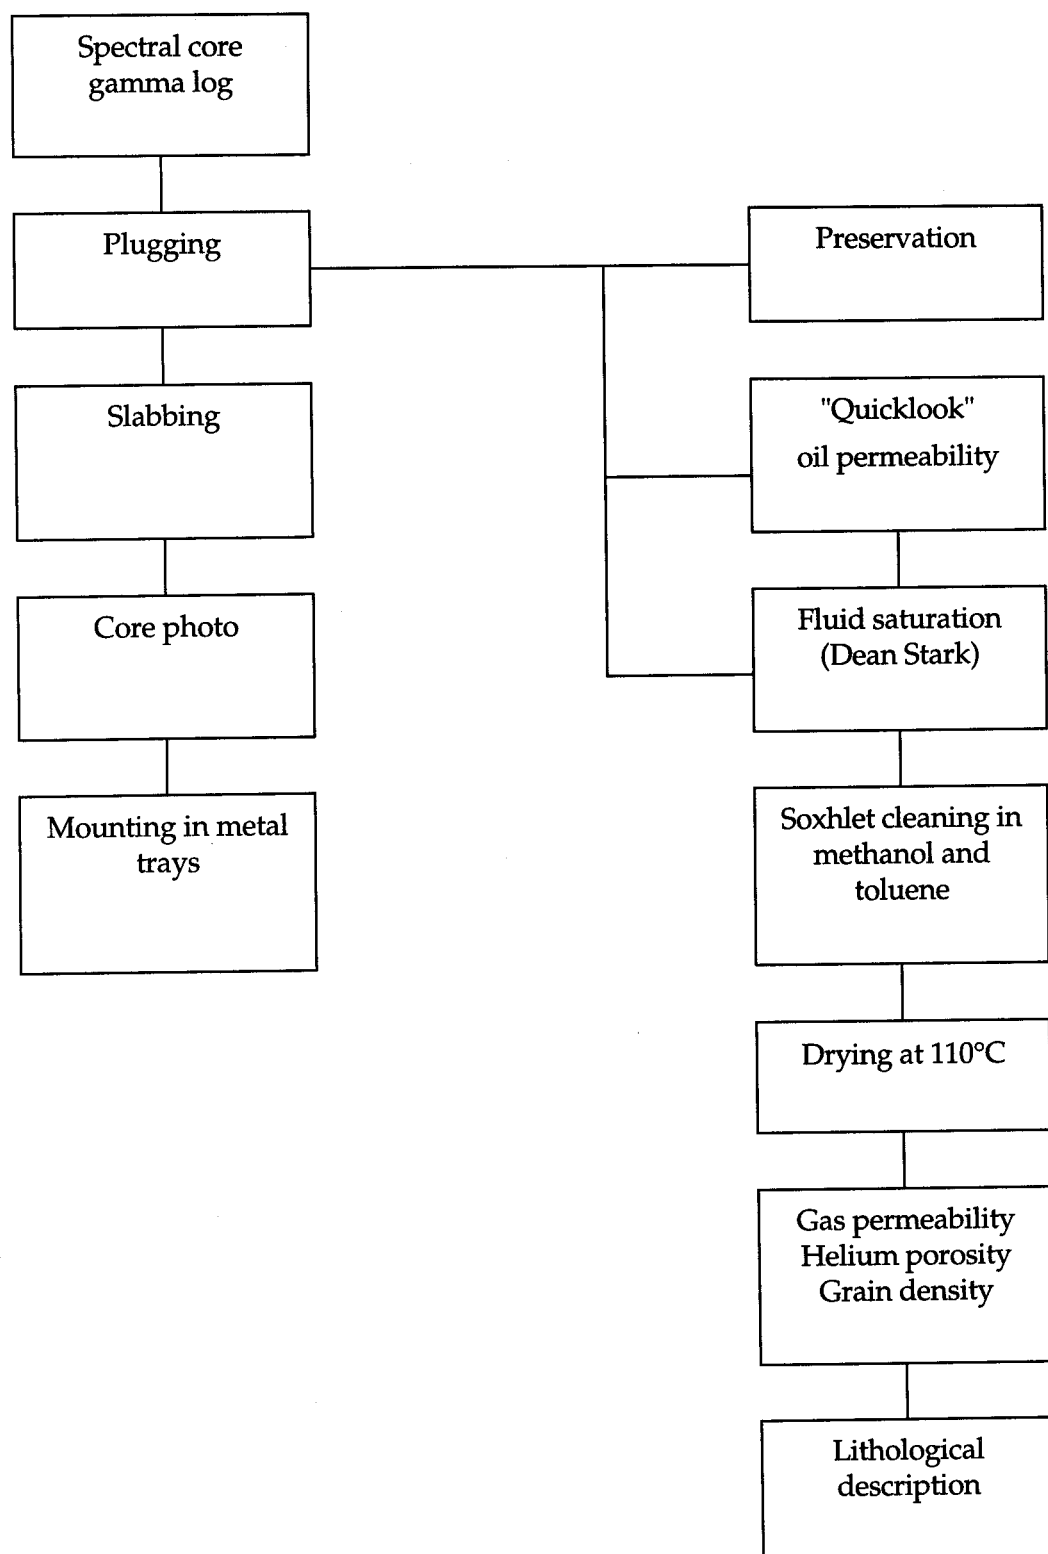 Spectral core
gamma log
Plugging
Slabbing
Core photo
Mounting in metal
trays
Preservation
"Quicklook"
oil permeability
Fluid saturation
(Dean Stark)
Soxhlet cleaning in
methanol and
toluene
Drying at 110°C
Gas permeability
Helium porosity
Grain density
Lithological
description